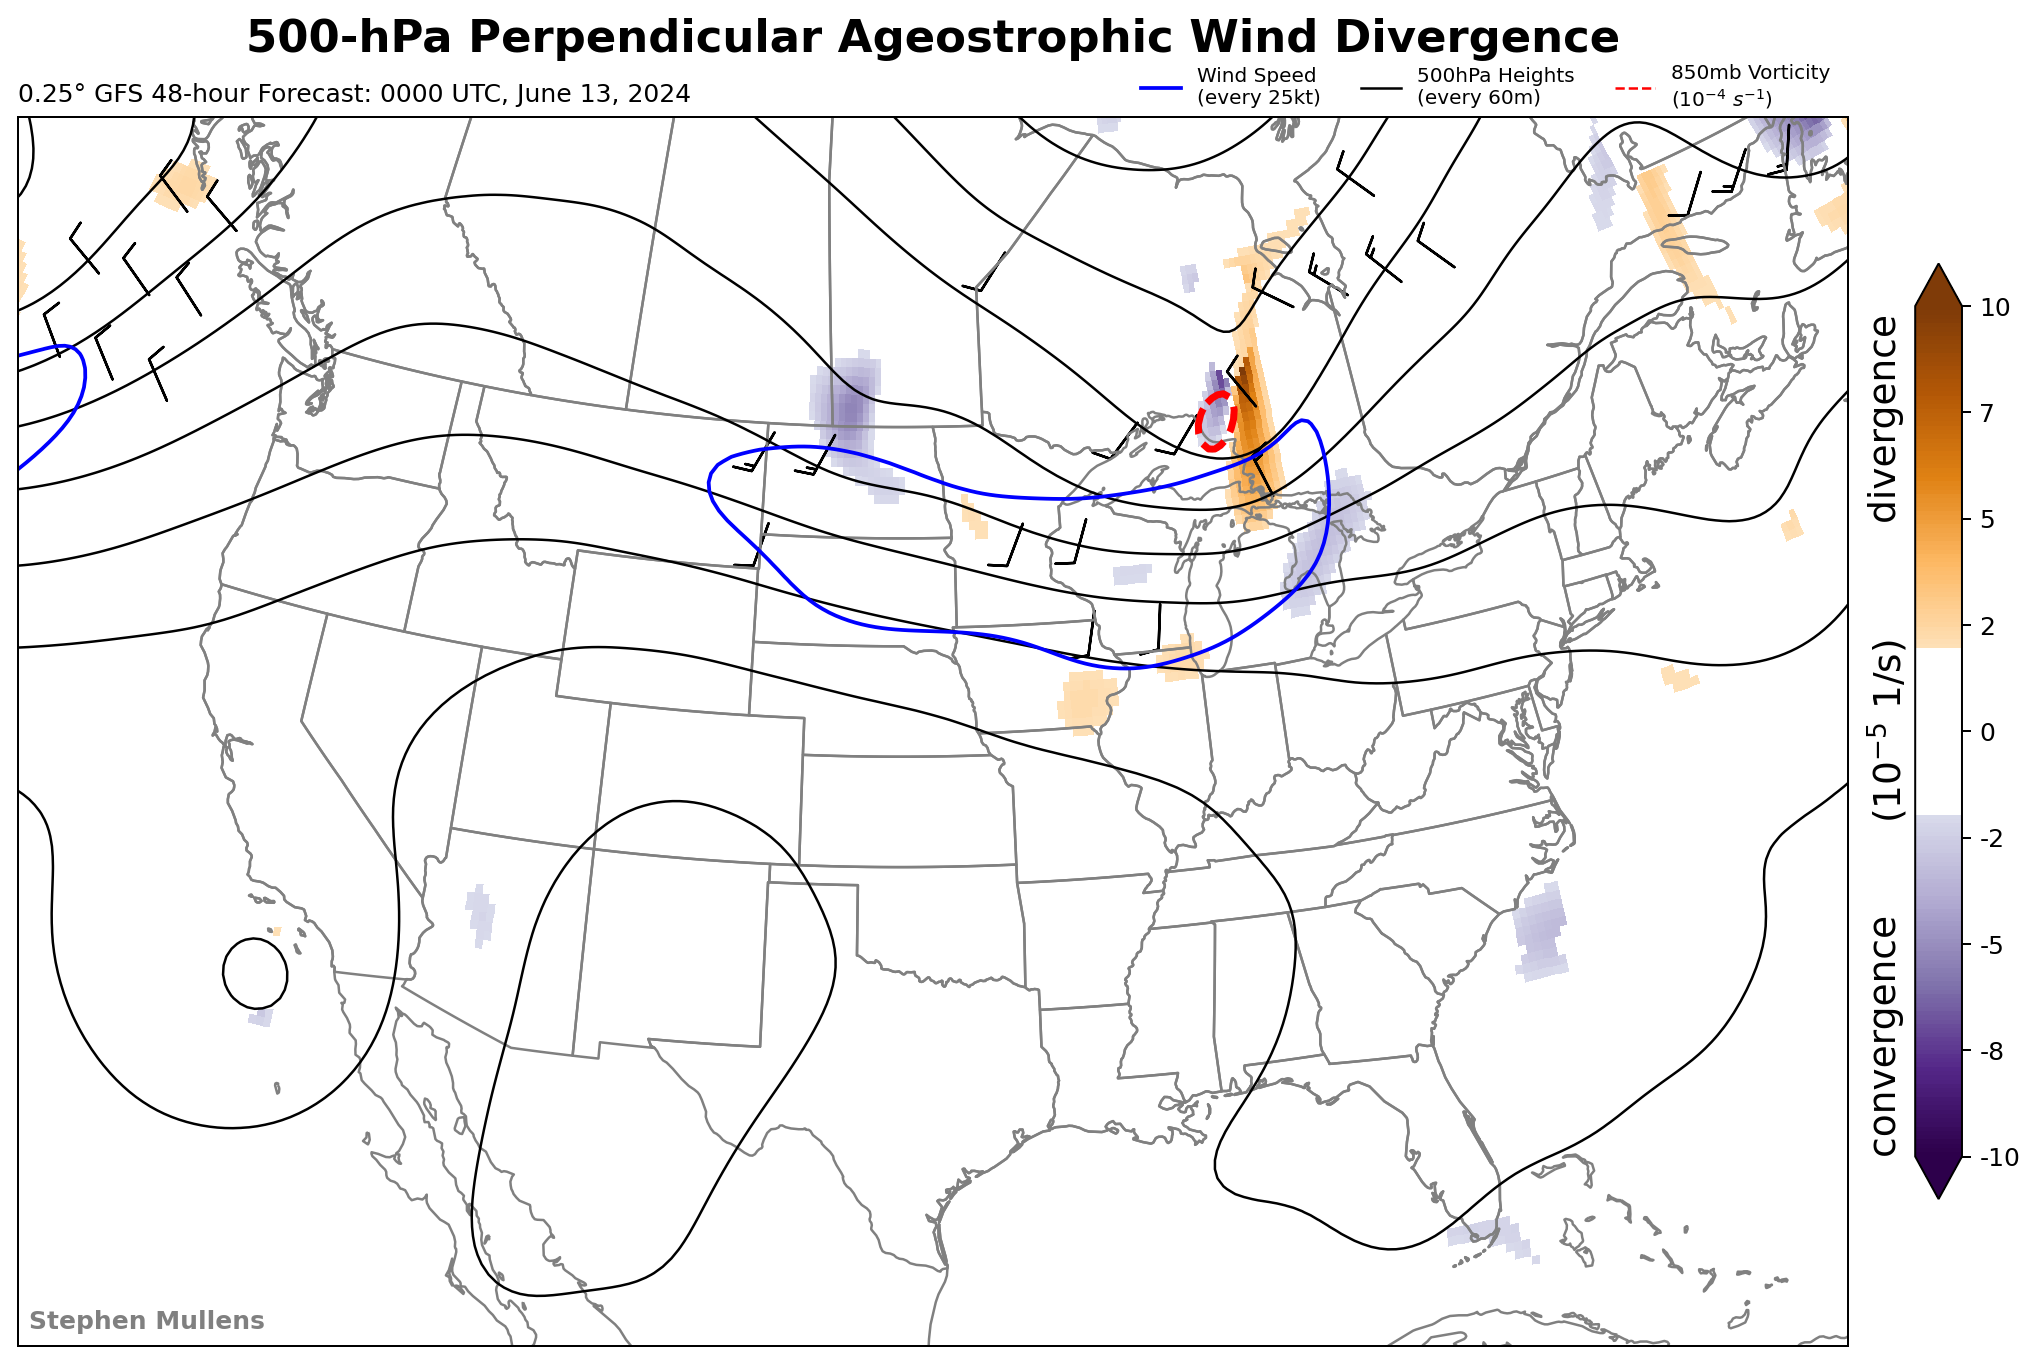 500-hPa Perpendicular Ageostrophic Wind Divergence
0.25° GFS 48-hour Forecast: 0000 UTC, June 13, 2024
Wind Speed
(every 25kt)
500hPa Heights
(every 60m)
850mb Vorticity
(10⁻⁴ s⁻¹)
10
7
5
2
0
-2
-5
-8
-10
convergence (10⁻⁵ 1/s) divergence
Stephen Mullens